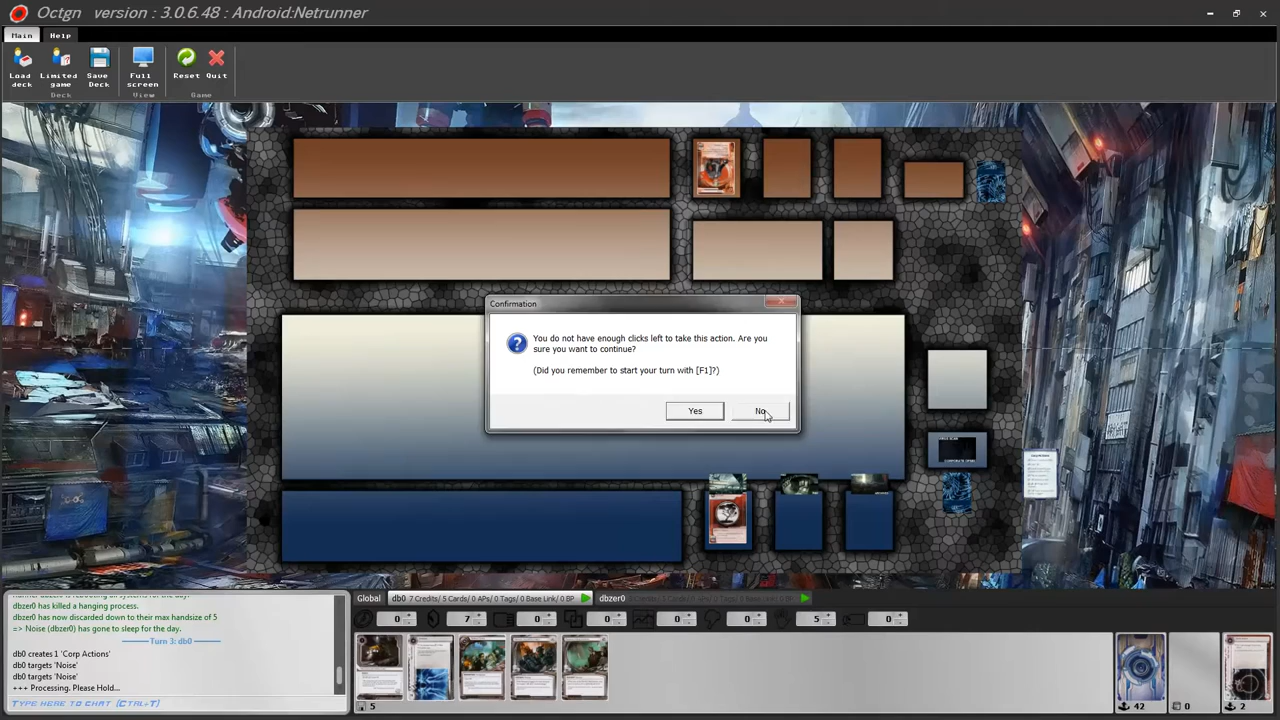 Octgn version : 3.0.6.48 : Android:Netrunner
Main Help
Load deck
Limited game
Save Deck
Full screen
Reset
Quit
Deck
View
Game
Confirmation
You do not have enough clicks left to take this action. Are you
sure you want to continue?
(Did you remember to start your turn with [F1]?)
Yes
No
dbzer0 has killed a hanging process.
dbzer0 has now discarded down to their max handsize of 5
=> Noise (dbzer0) has gone to sleep for the day.
Turn 3: db0
db0 creates 1 'Corp Actions'
db0 targets 'Noise'
db0 targets 'Noise'
+++ Processing. Please Hold...
Type here to chat (Ctrl+T)
Global
db0 7 Credits/ 5 Cards/ 0 APs/ 0 Tags/ 0 Base Link/ 0 BP
dbzer0
0 7 0 0 0 0 5 0
5
42
0
2